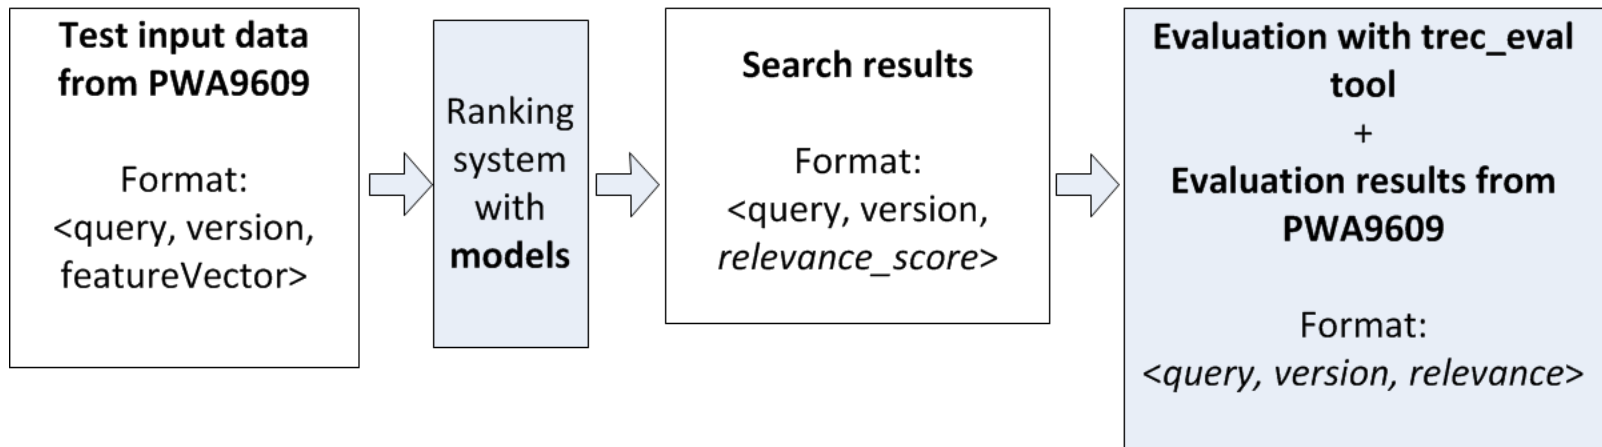 Test input data
from PWA9609
Format:
<query, version,
featureVector>
Ranking
system
with
models
Search results
Format:
<query, version,
relevance_score>
Evaluation with trec_eval
tool
+
Evaluation results from
PWA9609
Format:
<query, version, relevance>